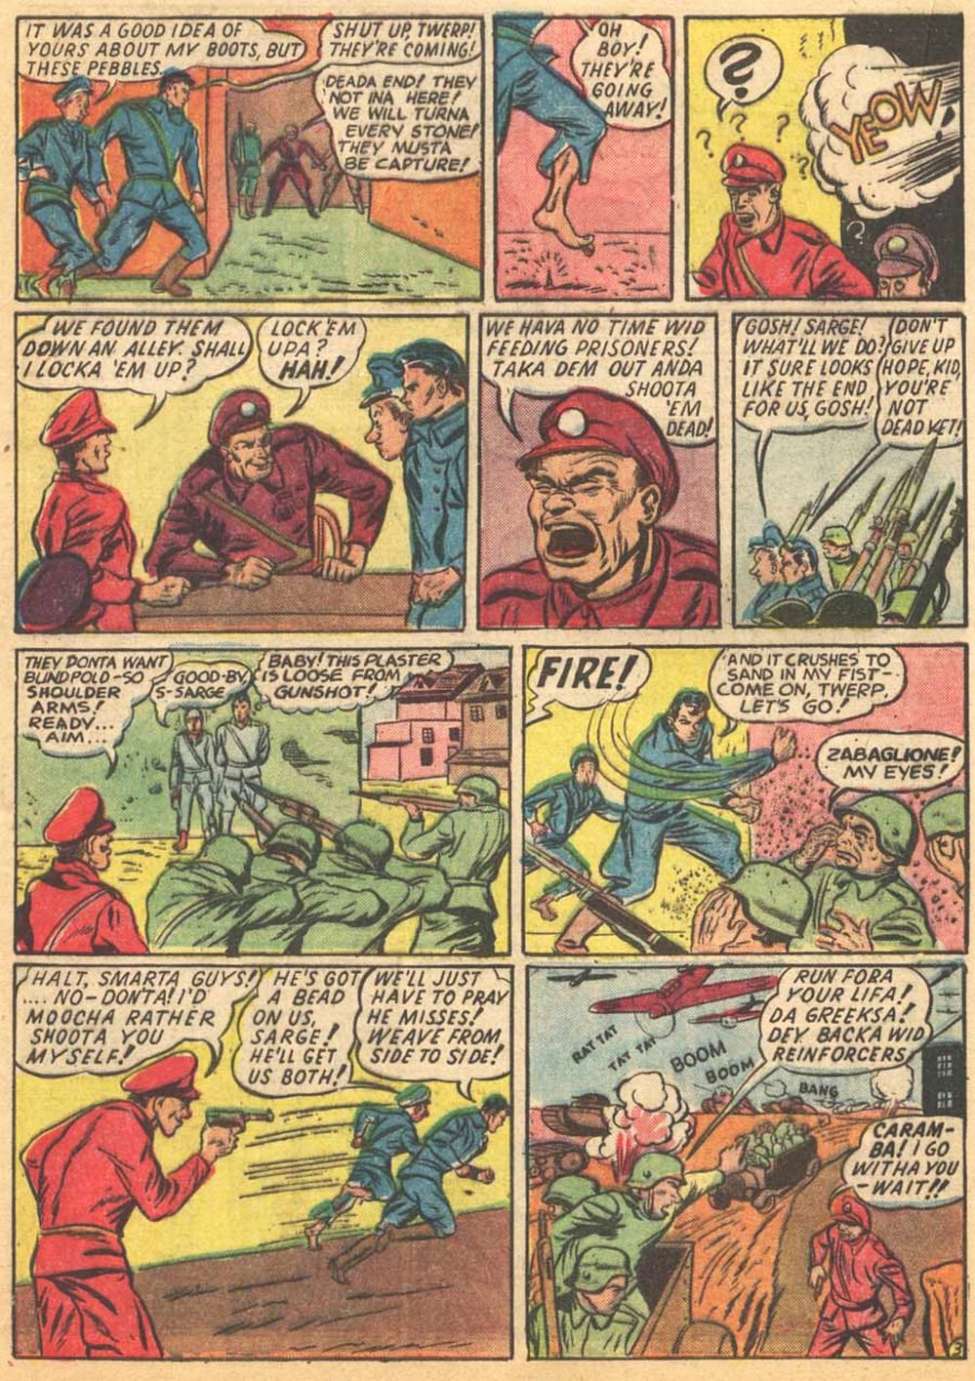 IT WAS A GOOD IDEA OF
YOURS ABOUT MY BOOTS, BUT
THESE PEBBLES
SHUT UP, TWERP!
THEY'RE COMING!
DEADA END! THEY
NOT INA HERE!
WE WILL TURNA
EVERY STONE!
THEY MUSTA
BE CAPTURE!
OH
BOY!
THEY'RE
GOING
AWAY!
?
?
?
?
?
YEOW,
?
WE FOUND THEM
DOWN AN ALLEY. SHALL
I LOCKA 'EM UP?
LOCK 'EM
UPA?
HAH!
WE HAVA NO TIME WID
FEEDING PRISONERS!
TAKA DEM OUT ANDA
SHOOTA
'EM
DEAD!
GOSH! SARGE!
WHAT'LL WE DO?
IT SURE LOOKS
LIKE THE END
FOR US, GOSH!
DON'T
GIVE UP
HOPE, KID,
YOU'RE
NOT
DEAD YET!
THEY DONTA WANT
BLINDPOLD-SO
SHOULDER
ARMS!
READY...
AIM...
GOOD-BY,
S-SARGE
BABY! THIS PLASTER
IS LOOSE FROM
GUNSHOT!
FIRE!
AND IT CRUSHES TO
SAND IN MY FIST-
COME ON, TWERP,
LET'S GO!
ZABAGLIONE!
MY EYES!
HALT, SMARTA GUYS!
.... NO-DONTA! I'D
MOOCHA RATHER
SHOOTA YOU
MYSELF!
HE'S GOT
A BEAD
ON US,
SARGE!
HE'LL GET
US BOTH!
WE'LL JUST
HAVE TO PRAY
HE MISSES!
WEAVE FROM
SIDE TO SIDE!
RUN FORA
YOUR LIFA!
DA GREEKSA!
DEY BACKA WID
REINFORCERS
RAT TAT
TAT TAT
BOOM
BOOM
BANG
CARAM-
BA! I GO
WITHA YOU
-WAIT!!
3